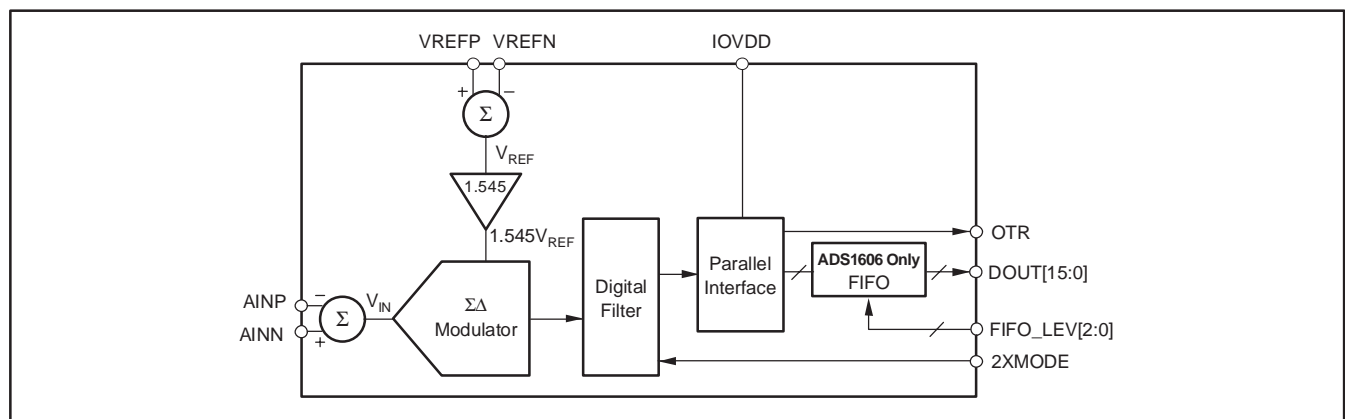 VREFP VREFN
IOVDD
+ −
Σ
VREF
1.545
1.545VREF
OTR
ADS1606 Only
FIFO
DOUT[15:0]
Parallel
Interface
Digital
Filter
AINP
−
Σ
VIN
ΣΔ
Modulator
AINN
+
FIFO_LEV[2:0]
2XMODE